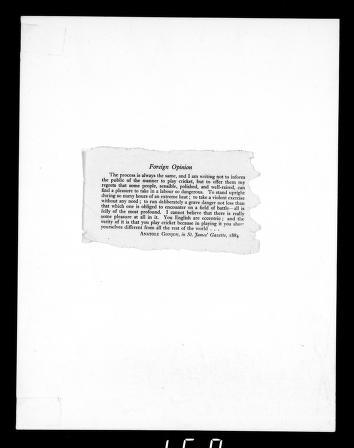 Foreign Opinion
The process is always the same, and I am writing not to inform
the public of the manner to play cricket, but to offer them my
regrets that some people, sensible, polished, and well-raised, can
find a pleasure to take in a labour so dangerous. To stand upright
during so many hours of an extreme heat; to take a violent exercise
without any need; to run deliberately a grave danger not less than
that which one is obliged to encounter on a field of battle—all is
folly of the most profound. I cannot believe that there is really
some pleasure at all in it. You English are eccentric; and the
of it is that you play cricket because in playing it you show
yourselves different from all the rest of the world . . .
ANATOLE in St. James' Gazette,